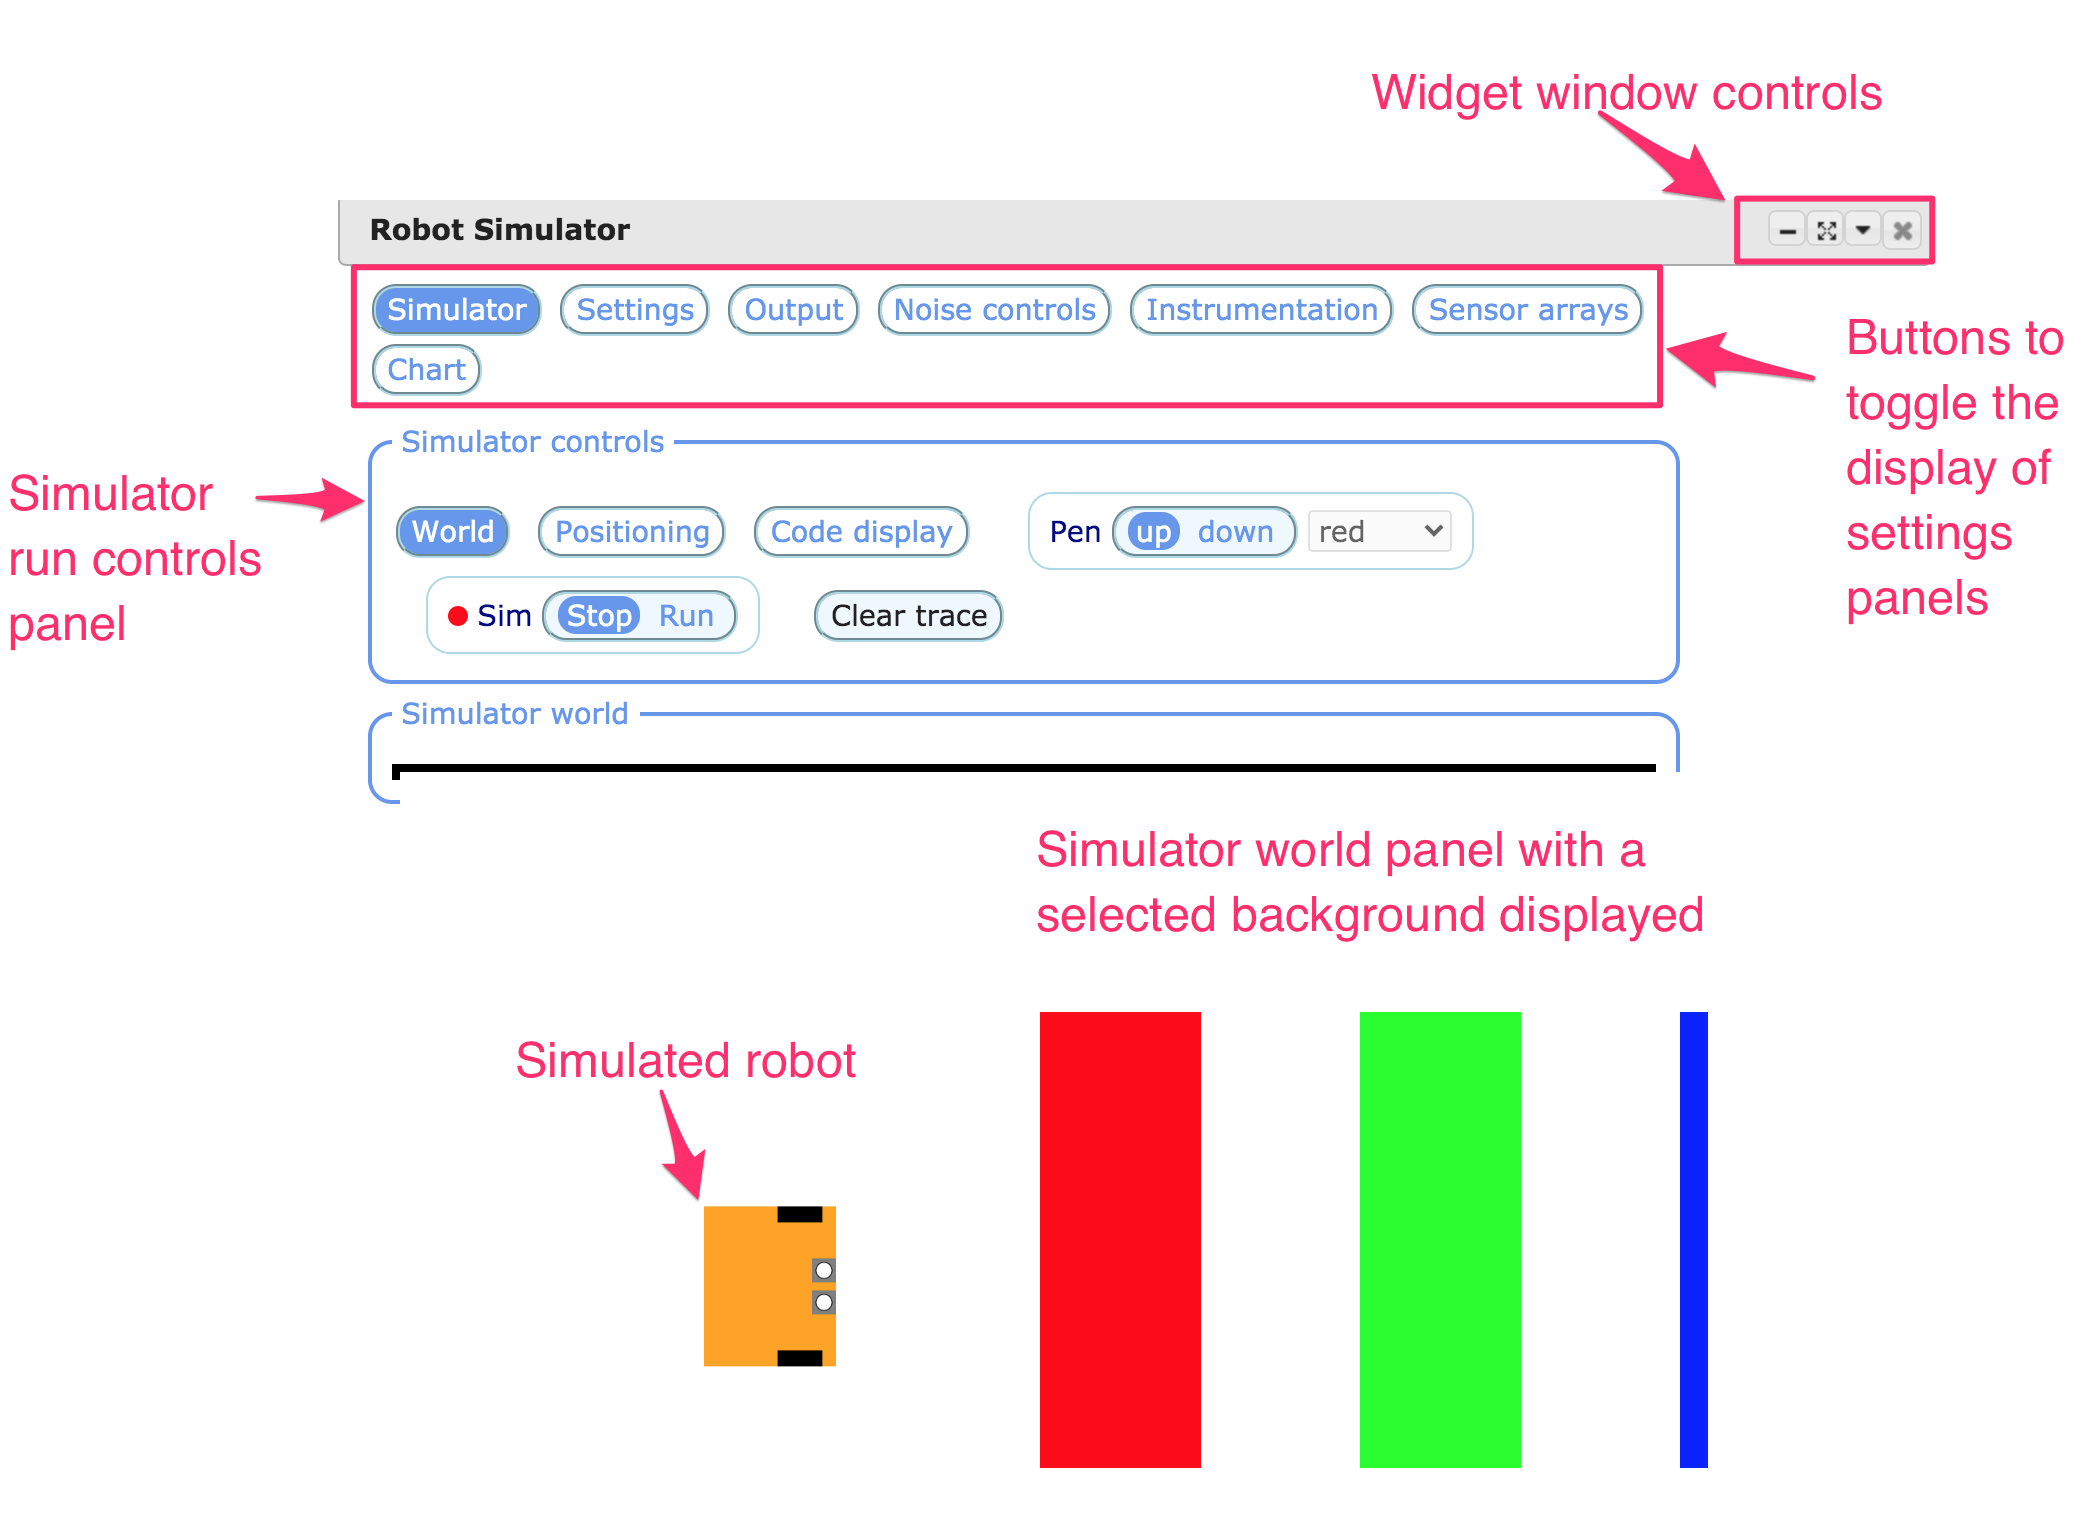 Widget window controls
Robot Simulator
Simulator Settings Output Noise controls Instrumentation Sensor arrays
Chart
Buttons to
toggle the
display of
settings
panels
Simulator controls
Simulator
run controls
panel
World Positioning Code display Pen up down red
Sim Stop Run Clear trace
Simulator world
Simulator world panel with a
selected background displayed
Simulated robot